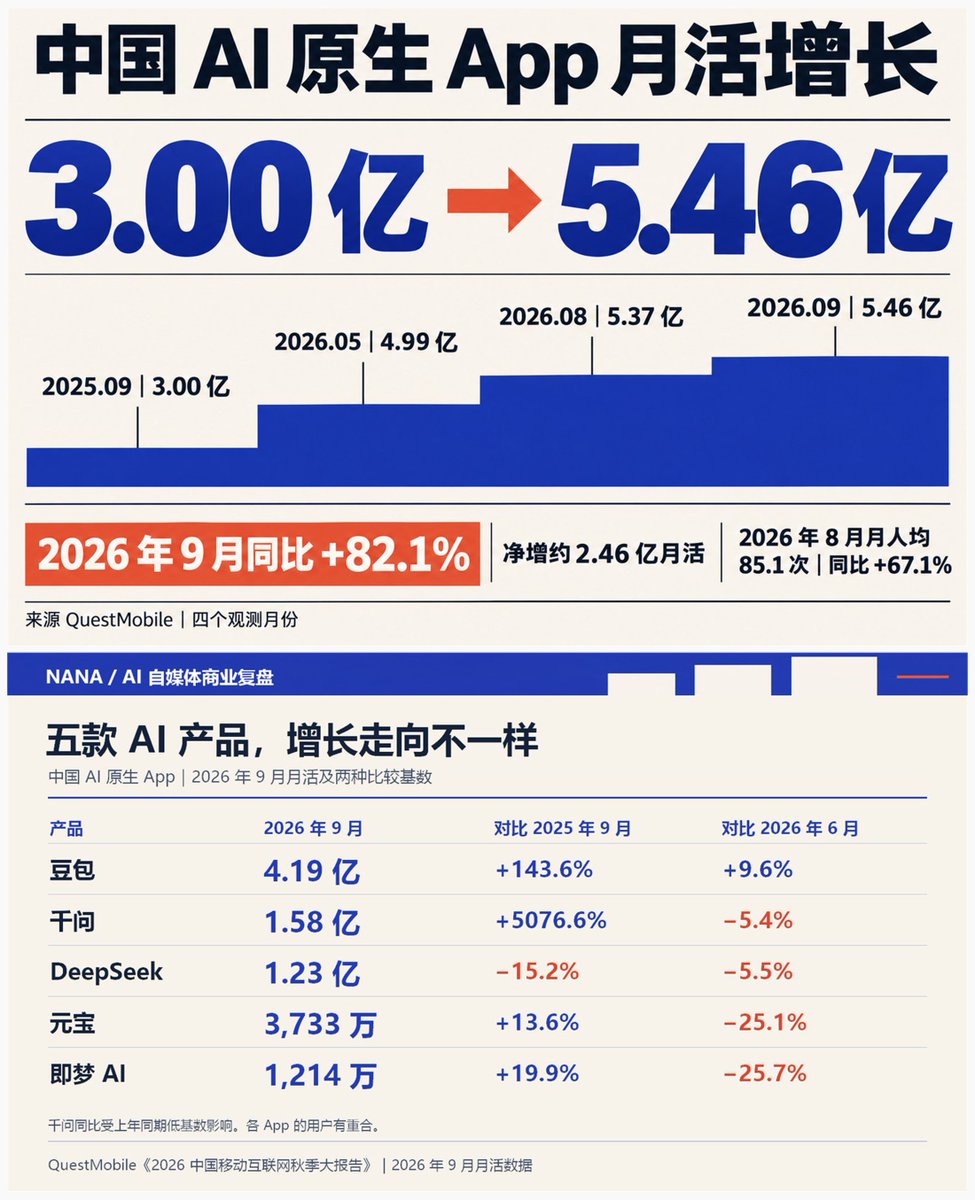 中国 AI 原生 App 月活增长
3.00 亿 → 5.46 亿
2026.09 | 5.46 亿
2026.08 | 5.37 亿
2026.05 | 4.99 亿
2025.09 | 3.00 亿
2026 年 9 月同比 +82.1%
净增约 2.46 亿月活
2026 年 8 月月人均
85.1 次 | 同比 +67.1%
来源 QuestMobile | 四个观测月份
NANA / AI 自媒体商业复盘
五款 AI 产品，增长走向不一样
中国 AI 原生 App | 2026 年 9 月月活及两种比较基数
产品 2026 年 9 月 对比 2025 年 9 月 对比 2026 年 6 月
豆包 4.19 亿 +143.6% +9.6%
千问 1.58 亿 +5076.6% −5.4%
DeepSeek 1.23 亿 −15.2% −5.5%
元宝 3,733 万 +13.6% −25.1%
即梦 AI 1,214 万 +19.9% −25.7%
千问同比受上年同期低基数影响。各 App 的用户有重合。
QuestMobile《2026 中国移动互联网秋季大报告》 | 2026 年 9 月月活数据